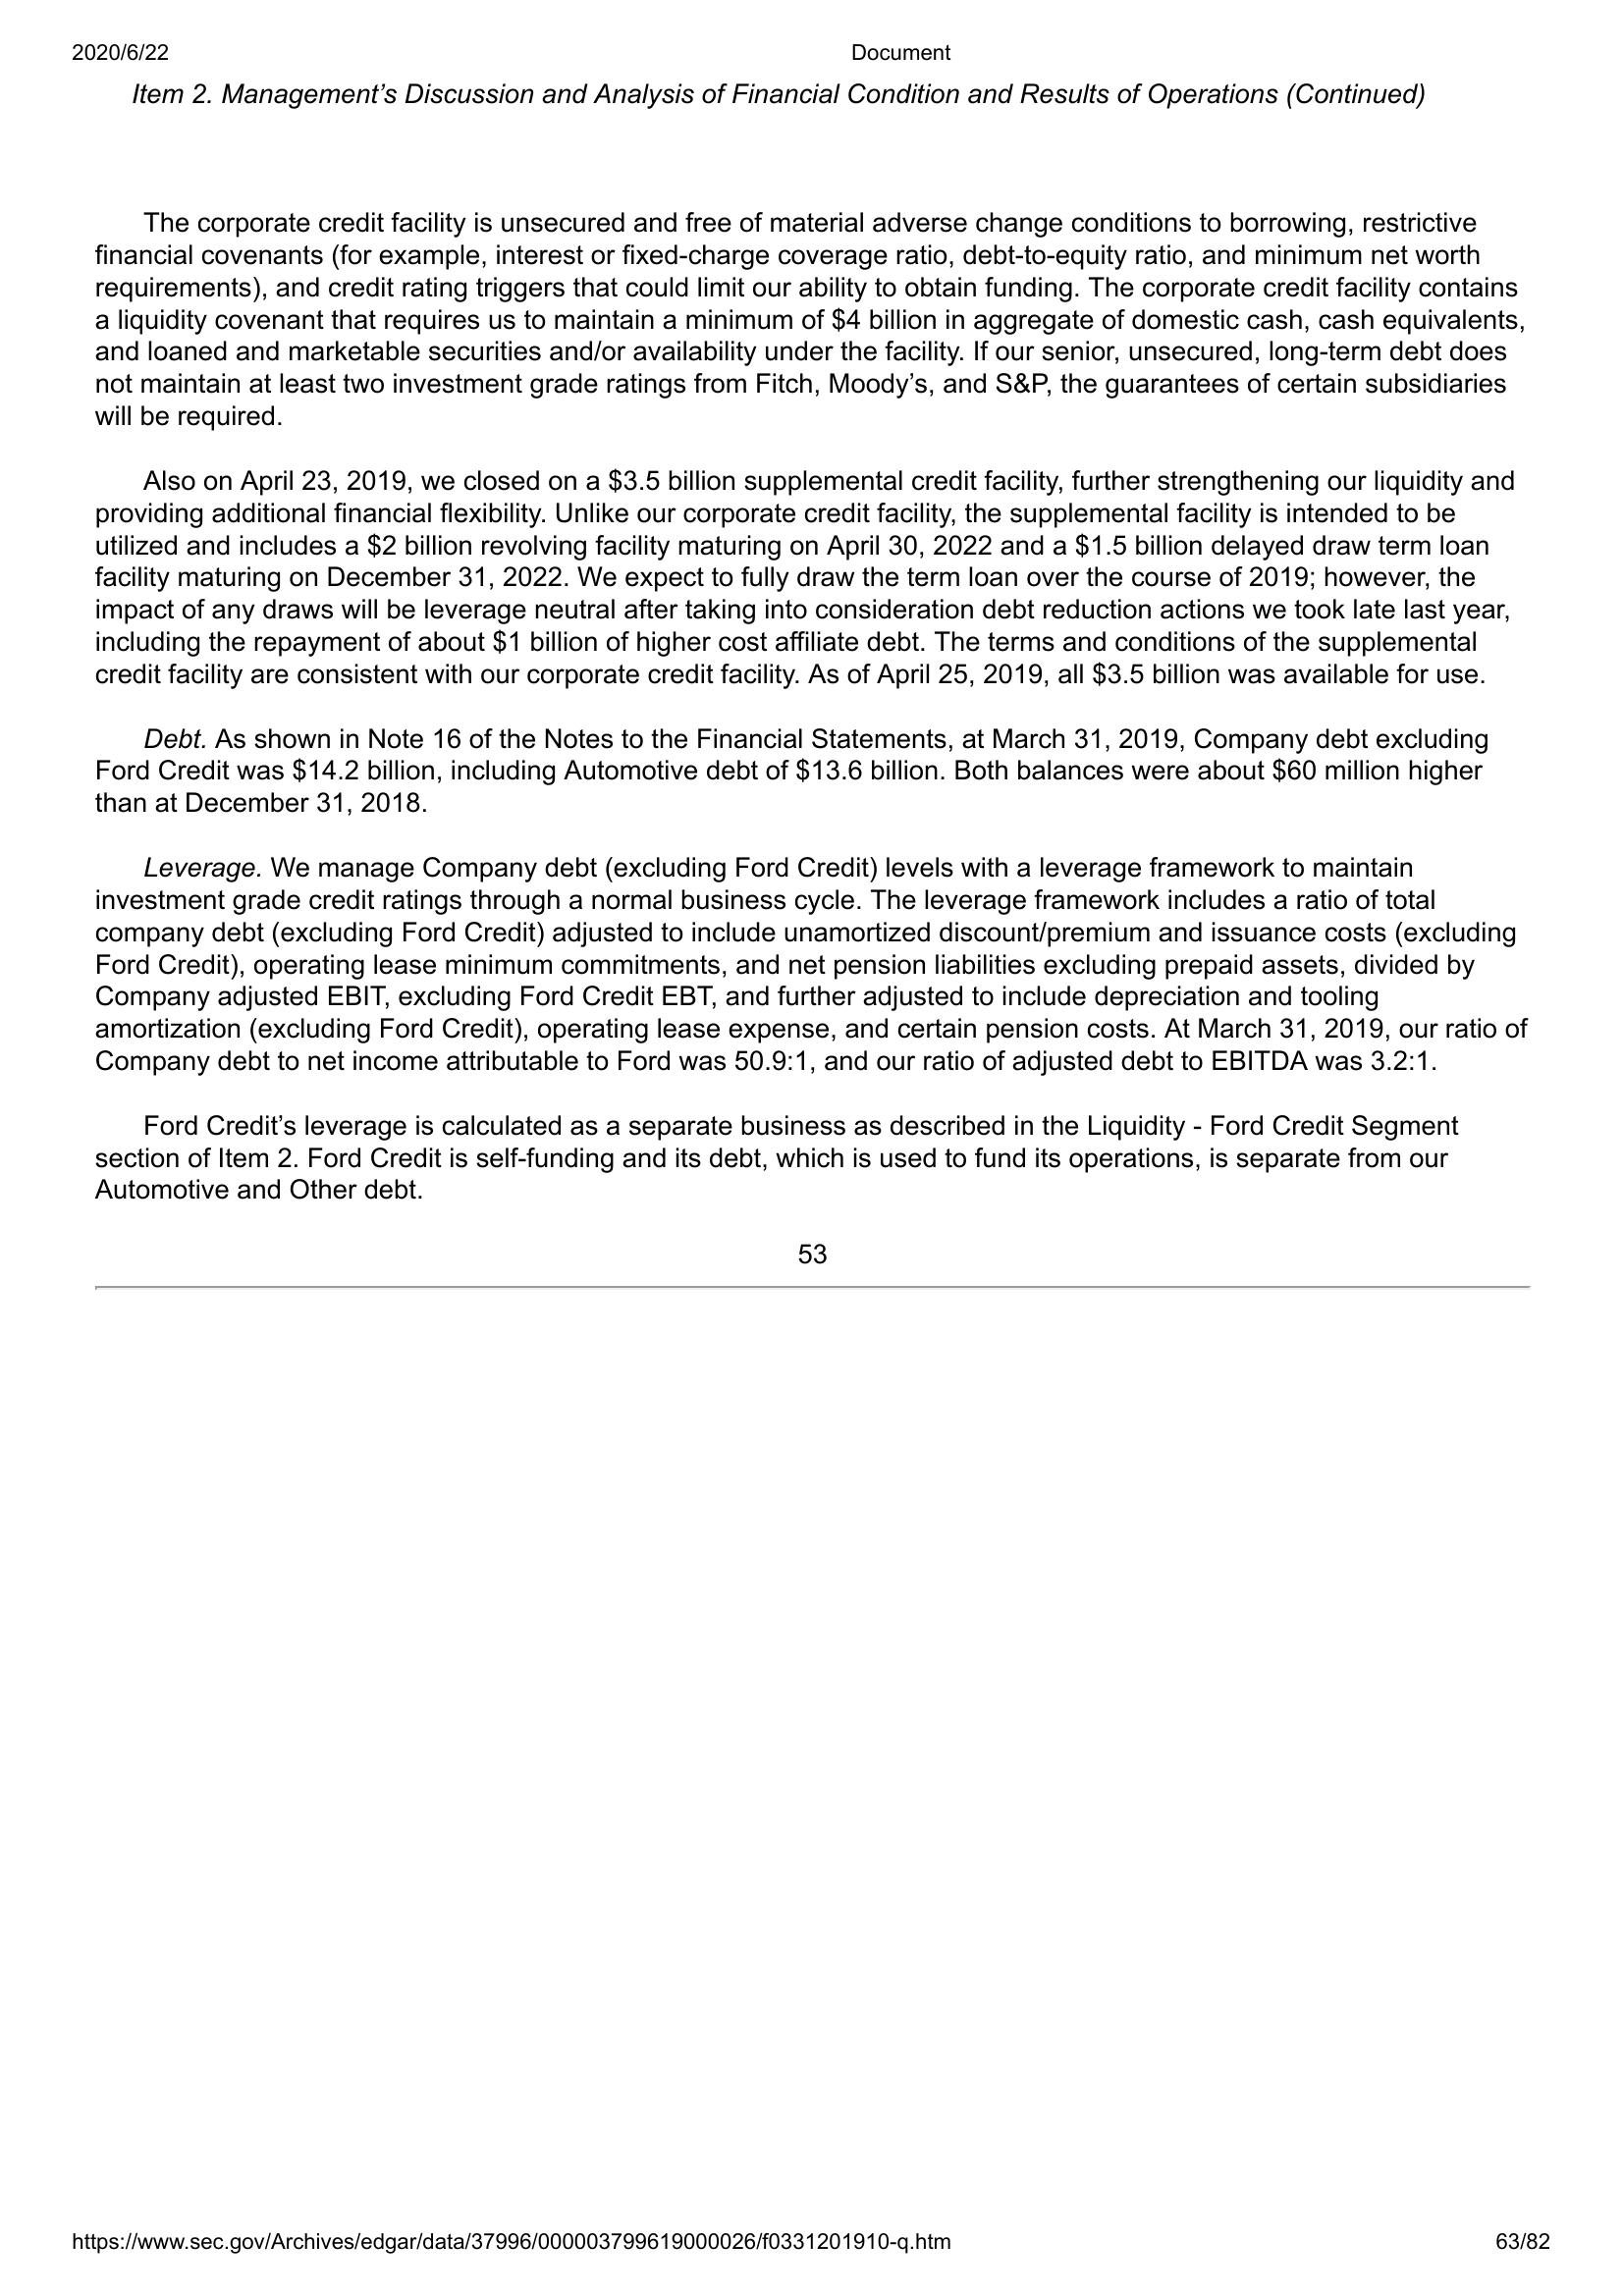 2020/6/22
Document
Item 2. Management’s Discussion and Analysis of Financial Condition and Results of Operations (Continued)
The corporate credit facility is unsecured and free of material adverse change conditions to borrowing, restrictive
financial covenants (for example, interest or fixed-charge coverage ratio, debt-to-equity ratio, and minimum net worth
requirements), and credit rating triggers that could limit our ability to obtain funding. The corporate credit facility contains
a liquidity covenant that requires us to maintain a minimum of $4 billion in aggregate of domestic cash, cash equivalents,
and loaned and marketable securities and/or availability under the facility. If our senior, unsecured, long-term debt does
not maintain at least two investment grade ratings from Fitch, Moody’s, and S&P, the guarantees of certain subsidiaries
will be required.
Also on April 23, 2019, we closed on a $3.5 billion supplemental credit facility, further strengthening our liquidity and
providing additional financial flexibility. Unlike our corporate credit facility, the supplemental facility is intended to be
utilized and includes a $2 billion revolving facility maturing on April 30, 2022 and a $1.5 billion delayed draw term loan
facility maturing on December 31, 2022. We expect to fully draw the term loan over the course of 2019; however, the
impact of any draws will be leverage neutral after taking into consideration debt reduction actions we took late last year,
including the repayment of about $1 billion of higher cost affiliate debt. The terms and conditions of the supplemental
credit facility are consistent with our corporate credit facility. As of April 25, 2019, all $3.5 billion was available for use.
Debt. As shown in Note 16 of the Notes to the Financial Statements, at March 31, 2019, Company debt excluding
Ford Credit was $14.2 billion, including Automotive debt of $13.6 billion. Both balances were about $60 million higher
than at December 31, 2018.
Leverage. We manage Company debt (excluding Ford Credit) levels with a leverage framework to maintain
investment grade credit ratings through a normal business cycle. The leverage framework includes a ratio of total
company debt (excluding Ford Credit) adjusted to include unamortized discount/premium and issuance costs (excluding
Ford Credit), operating lease minimum commitments, and net pension liabilities excluding prepaid assets, divided by
Company adjusted EBIT, excluding Ford Credit EBT, and further adjusted to include depreciation and tooling
amortization (excluding Ford Credit), operating lease expense, and certain pension costs. At March 31, 2019, our ratio of
Company debt to net income attributable to Ford was 50.9:1, and our ratio of adjusted debt to EBITDA was 3.2:1.
Ford Credit’s leverage is calculated as a separate business as described in the Liquidity - Ford Credit Segment
section of Item 2. Ford Credit is self-funding and its debt, which is used to fund its operations, is separate from our
Automotive and Other debt.
53
https://www.sec.gov/Archives/edgar/data/37996/000003799619000026/f0331201910-q.htm
63/82